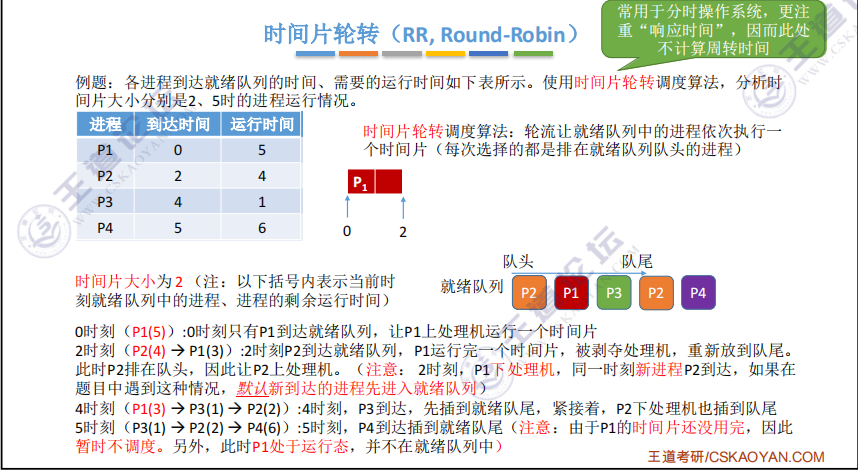 时间片轮转（RR, Round-Robin）
常用于分时操作系统，更注
重“响应时间”，因而此处
不计算周转时间
例题：各进程到达就绪队列的时间、需要的运行时间如下表所示。使用时间片轮转调度算法，分析时
间片大小分别是2、5时的进程运行情况。
进程 到达时间 运行时间
P1 0 5
P2 2 4
P3 4 1
P4 5 6
时间片轮转调度算法：轮流让就绪队列中的进程依次执行一
个时间片（每次选择的都是排在就绪队列队头的进程）
P1
0 2
时间片大小为 2 （注：以下括号内表示当前时
刻就绪队列中的进程、进程的剩余运行时间）
队头 队尾
就绪队列 P2 P1 P3 P2 P4
0时刻（P1(5)）:0时刻只有P1到达就绪队列，让P1上处理机运行一个时间片
2时刻（P2(4) → P1(3)）:2时刻P2到达就绪队列，P1运行完一个时间片，被剥夺处理机，重新放到队尾。
此时P2排在队头，因此让P2上处理机。（注意： 2时刻，P1下处理机，同一时刻新进程P2到达，如果在
题目中遇到这种情况，默认新到达的进程先进入就绪队列）
4时刻（P1(3) → P3(1) → P2(2)）:4时刻，P3到达，先插到就绪队尾，紧接着，P2下处理机也插到队尾
5时刻（P3(1) → P2(2) → P4(6)）:5时刻，P4到达插到就绪队尾（注意：由于P1的时间片还没用完，因此
暂时不调度。另外，此时P1处于运行态，并不在就绪队列中）
王道考研/CSKAOYAN.COM
王道论坛
WWW.CSKAOYAN.COM